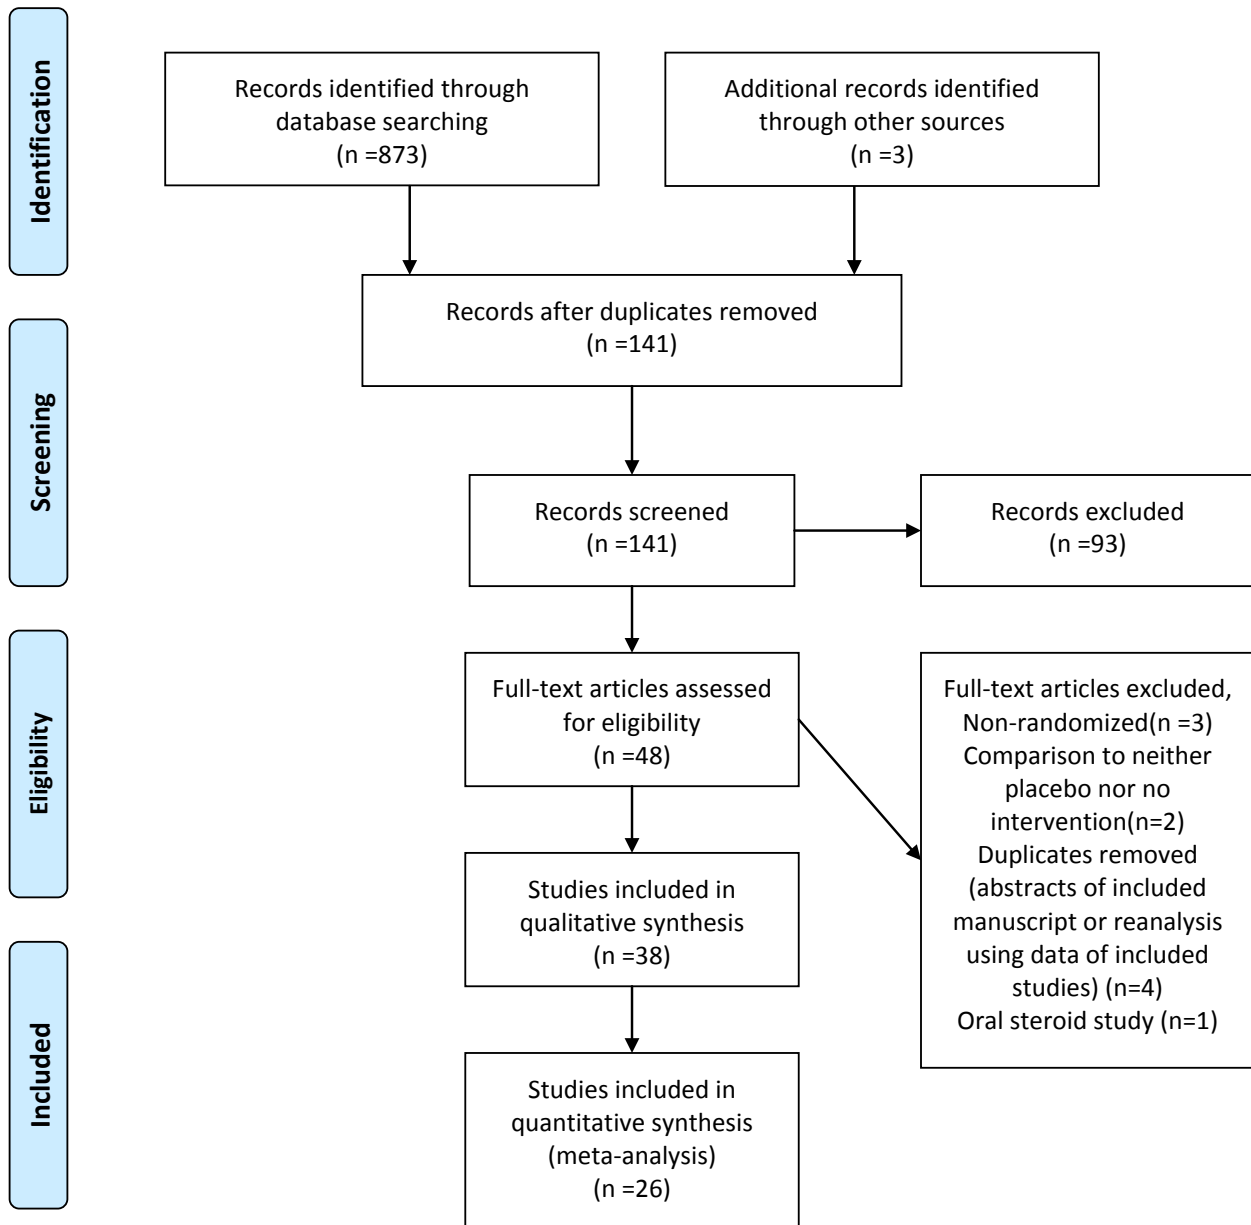 Identification
Records identified through
database searching
(n =873)
Additional records identified
through other sources
(n =3)
Records after duplicates removed
(n =141)
Screening
Records screened
(n =141)
Records excluded
(n =93)
Eligibility
Full-text articles assessed
for eligibility
(n =48)
Full-text articles excluded,
Non-randomized(n =3)
Comparison to neither
placebo nor no
intervention(n=2)
Duplicates removed
(abstracts of included
manuscript or reanalysis
using data of included
studies) (n=4)
Oral steroid study (n=1)
Studies included in
qualitative synthesis
(n =38)
Included
Studies included in
quantitative synthesis
(meta-analysis)
(n =26)